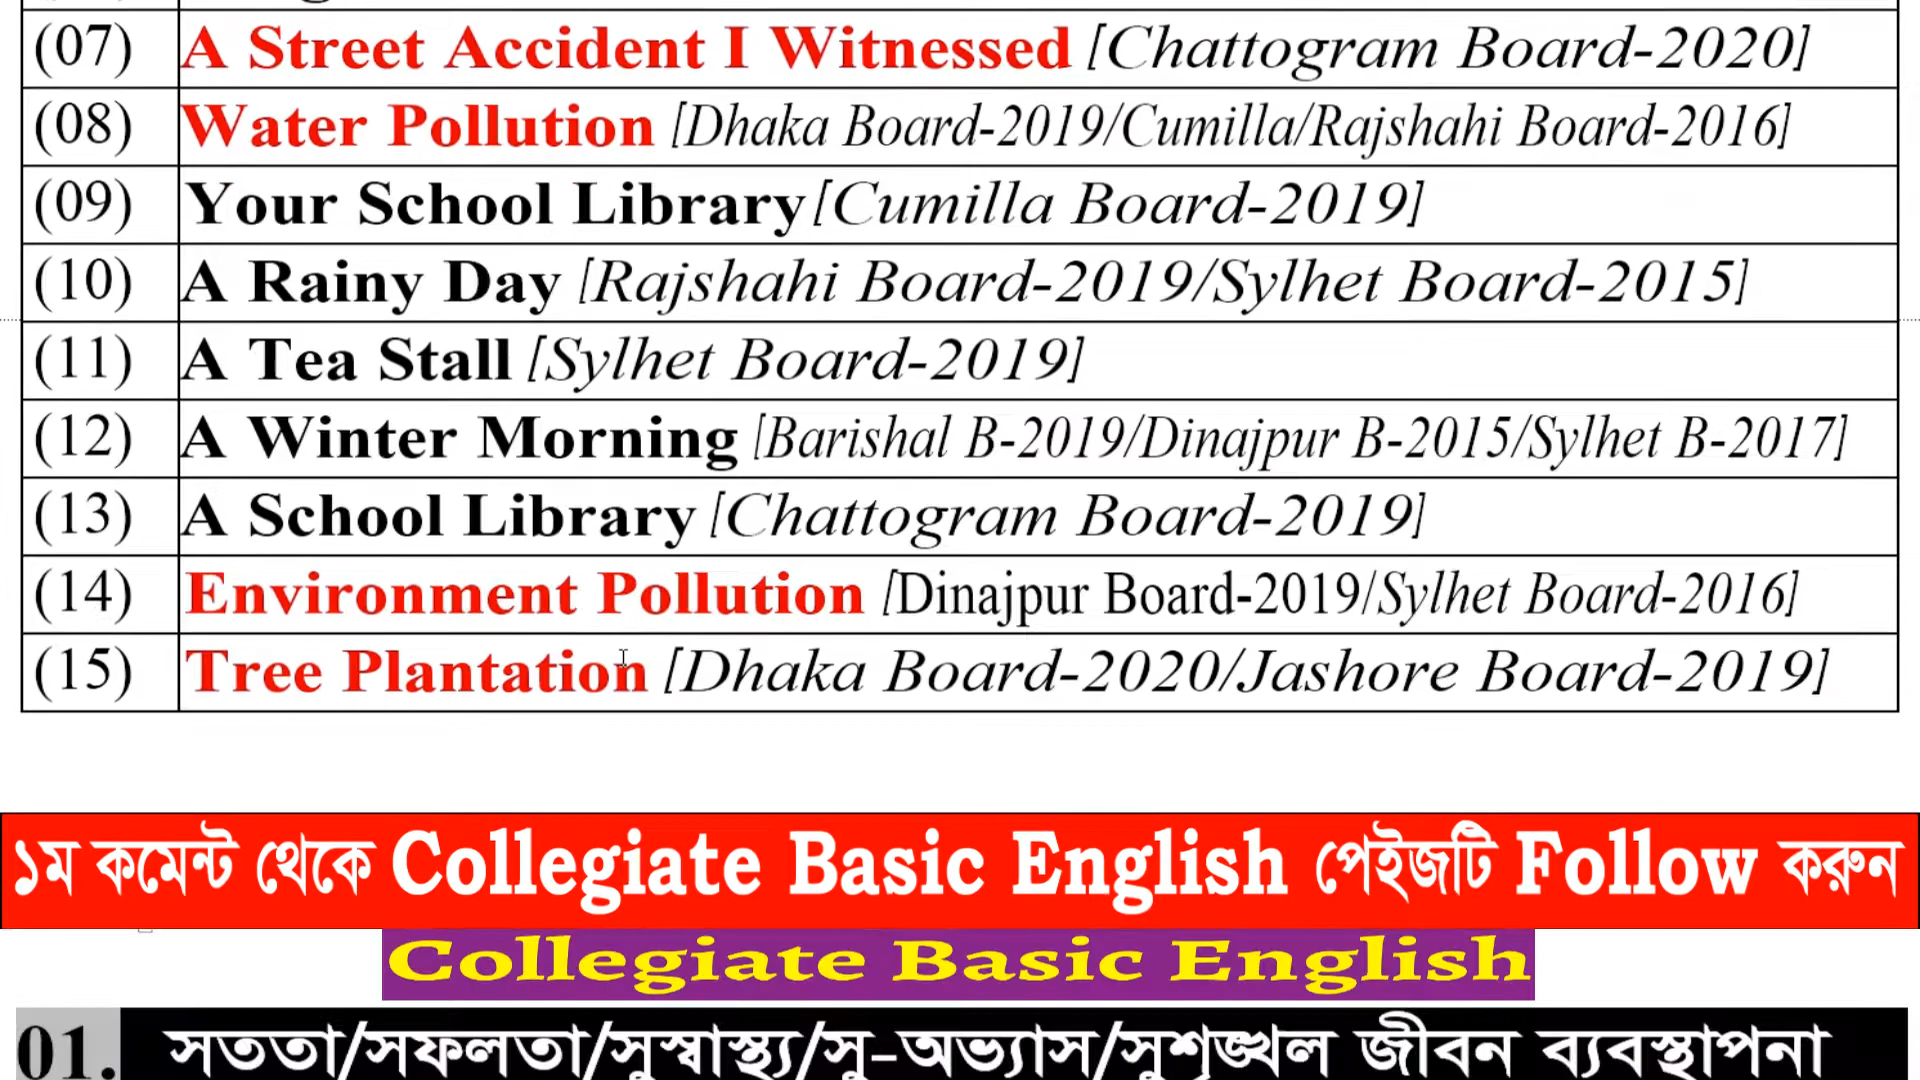 (07) A Street Accident I Witnessed [Chattogram Board-2020]
(08) Water Pollution [Dhaka Board-2019/Cumilla/Rajshahi Board-2016]
(09) Your School Library [Cumilla Board-2019]
(10) A Rainy Day [Rajshahi Board-2019/Sylhet Board-2015]
(11) A Tea Stall [Sylhet Board-2019]
(12) A Winter Morning [Barishal B-2019/Dinajpur B-2015/Sylhet B-2017]
(13) A School Library [Chattogram Board-2019]
(14) Environment Pollution [Dinajpur Board-2019/Sylhet Board-2016]
(15) Tree Plantation [Dhaka Board-2020/Jashore Board-2019]
১ম কমেন্ট থেকে Collegiate Basic English পেইজটি Follow করুন
Collegiate Basic English
01. সততা/সফলতা/সুস্বাস্থ্য/সু-অভ্যাস/সুশৃঙ্খল জীবন ব্যবস্থাপনা